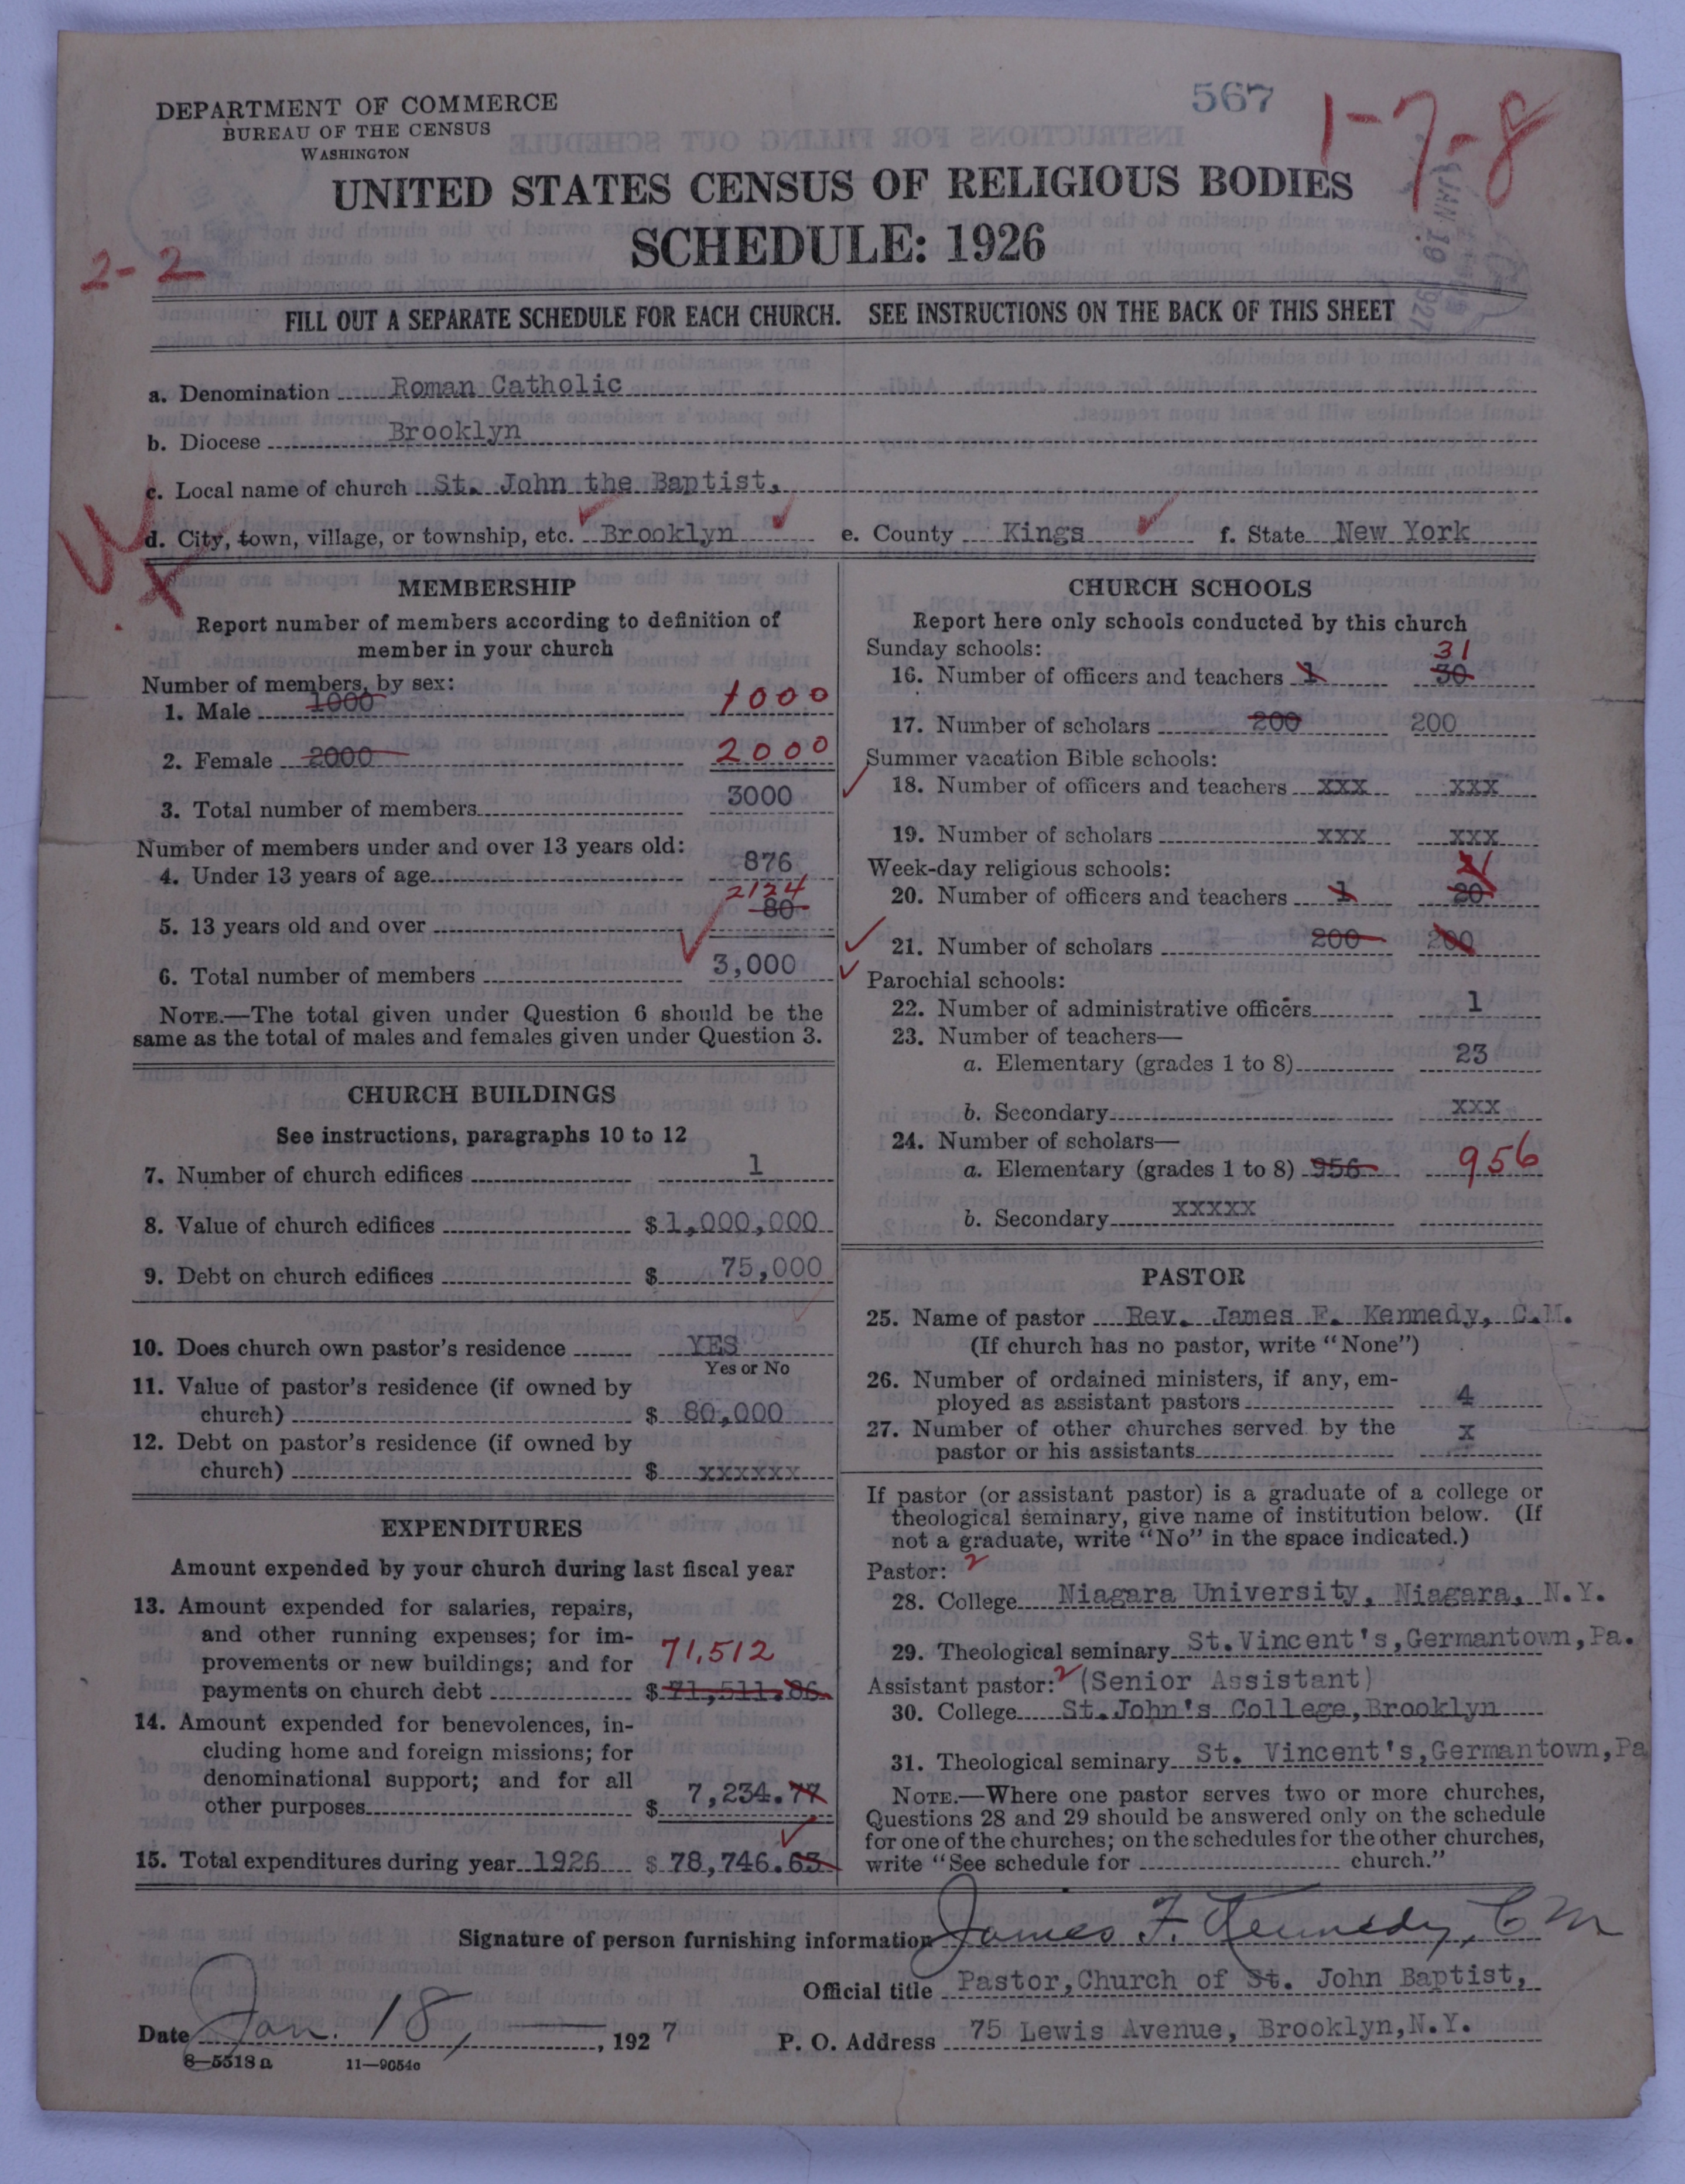 567
1-7-8
DEPARTMENT OF COMMERCE
BUREAU OF THE CENSUS
WASHINGTON
UNITED STATES CENSUS OF RELIGIOUS BODIES
SCHEDULE: 1926
2-2
JAN 19 1927
FILL OUT A SEPARATE SCHEDULE FOR EACH CHURCH. SEE INSTRUCTIONS ON THE BACK OF THIS SHEET
a. Denomination Roman Catholic
b. Diocese Brooklyn
c. Local name of church St. John the Baptist,
d. City, town, village, or township, etc. Brooklyn e. County Kings f. State New York
MEMBERSHIP
Report number of members according to definition of
member in your church
Number of members, by sex:
1. Male 1000 1000
2. Female 2000 2000
3. Total number of members 3000
Number of members under and over 13 years old:
4. Under 13 years of age 876
2124
5. 13 years old and over 80
6. Total number of members 3,000
NOTE.—The total given under Question 6 should be the
same as the total of males and females given under Question 3.
CHURCH BUILDINGS
See instructions, paragraphs 10 to 12
7. Number of church edifices 1
8. Value of church edifices $1,000,000
9. Debt on church edifices $ 75,000
10. Does church own pastor's residence YES
Yes or No
11. Value of pastor's residence (if owned by
church) $ 80,000
12. Debt on pastor's residence (if owned by
church) $ xxxxxx
EXPENDITURES
Amount expended by your church during last fiscal year
13. Amount expended for salaries, repairs,
and other running expenses; for im-
provements or new buildings; and for 71,512
payments on church debt $ 71,511.86
14. Amount expended for benevolences, in-
cluding home and foreign missions; for
denominational support; and for all
other purposes $ 7,234.77
15. Total expenditures during year 1926 $ 78,746.63
CHURCH SCHOOLS
Report here only schools conducted by this church
Sunday schools: 31
16. Number of officers and teachers 1 30
17. Number of scholars 200 200
Summer vacation Bible schools:
18. Number of officers and teachers xxx xxx
19. Number of scholars xxx xxx
Week-day religious schools: 21
20. Number of officers and teachers 1 20
21. Number of scholars 200 200
Parochial schools:
22. Number of administrative officers 1
23. Number of teachers—
a. Elementary (grades 1 to 8) 23
b. Secondary xxx
24. Number of scholars—
a. Elementary (grades 1 to 8) 956 956
b. Secondary xxxxx
PASTOR
25. Name of pastor Rev. James F. Kennedy, C.M.
(If church has no pastor, write "None")
26. Number of ordained ministers, if any, em-
ployed as assistant pastors 4
27. Number of other churches served by the
pastor or his assistants x
If pastor (or assistant pastor) is a graduate of a college or
theological seminary, give name of institution below. (If
not a graduate, write "No" in the space indicated.)
Pastor: 2
28. College Niagara University, Niagara, N.Y.
29. Theological seminary St.Vincent's,Germantown,Pa.
Assistant pastor: 2 (Senior Assistant)
30. College St.John's College,Brooklyn
31. Theological seminary St. Vincent's,Germantown,Pa
NOTE.—Where one pastor serves two or more churches,
Questions 28 and 29 should be answered only on the schedule
for one of the churches; on the schedules for the other churches,
write "See schedule for church."
Signature of person furnishing information James F. Kennedy, C M
Official title Pastor,Church of St. John Baptist,
Date Jan. 18, 1927 P. O. Address 75 Lewis Avenue, Brooklyn,N.Y.
8—5518a 11—9054c